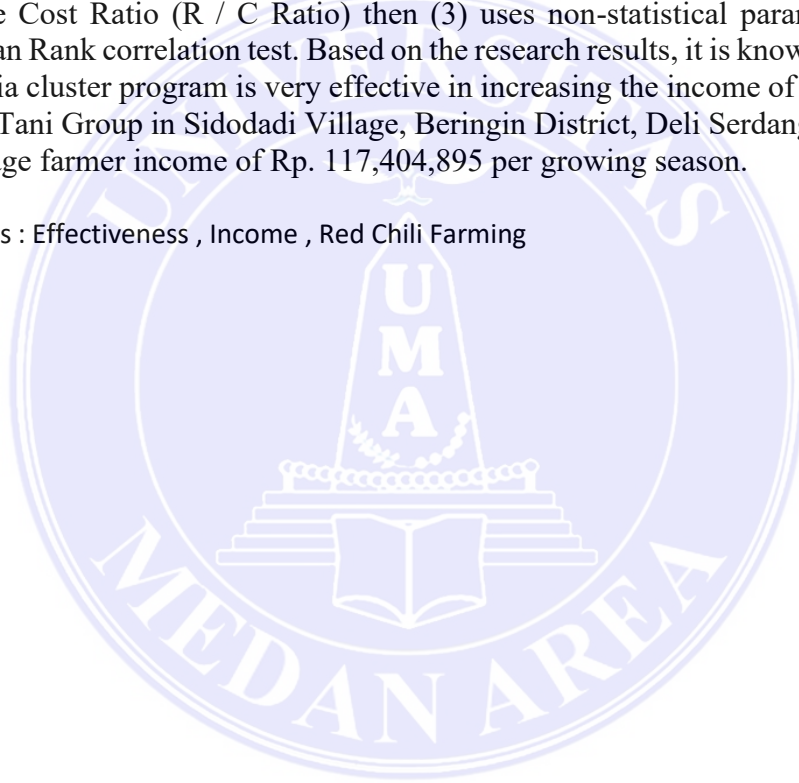 e Cost Ratio (R / C Ratio) then (3) uses non-statistical param
an Rank correlation test. Based on the research results, it is know
ia cluster program is very effective in increasing the income of
Tani Group in Sidodadi Village, Beringin District, Deli Serdang
ge farmer income of Rp. 117,404,895 per growing season.
s : Effectiveness , Income , Red Chili Farming
UNIVERSITAS
UMA
MEDAN AREA